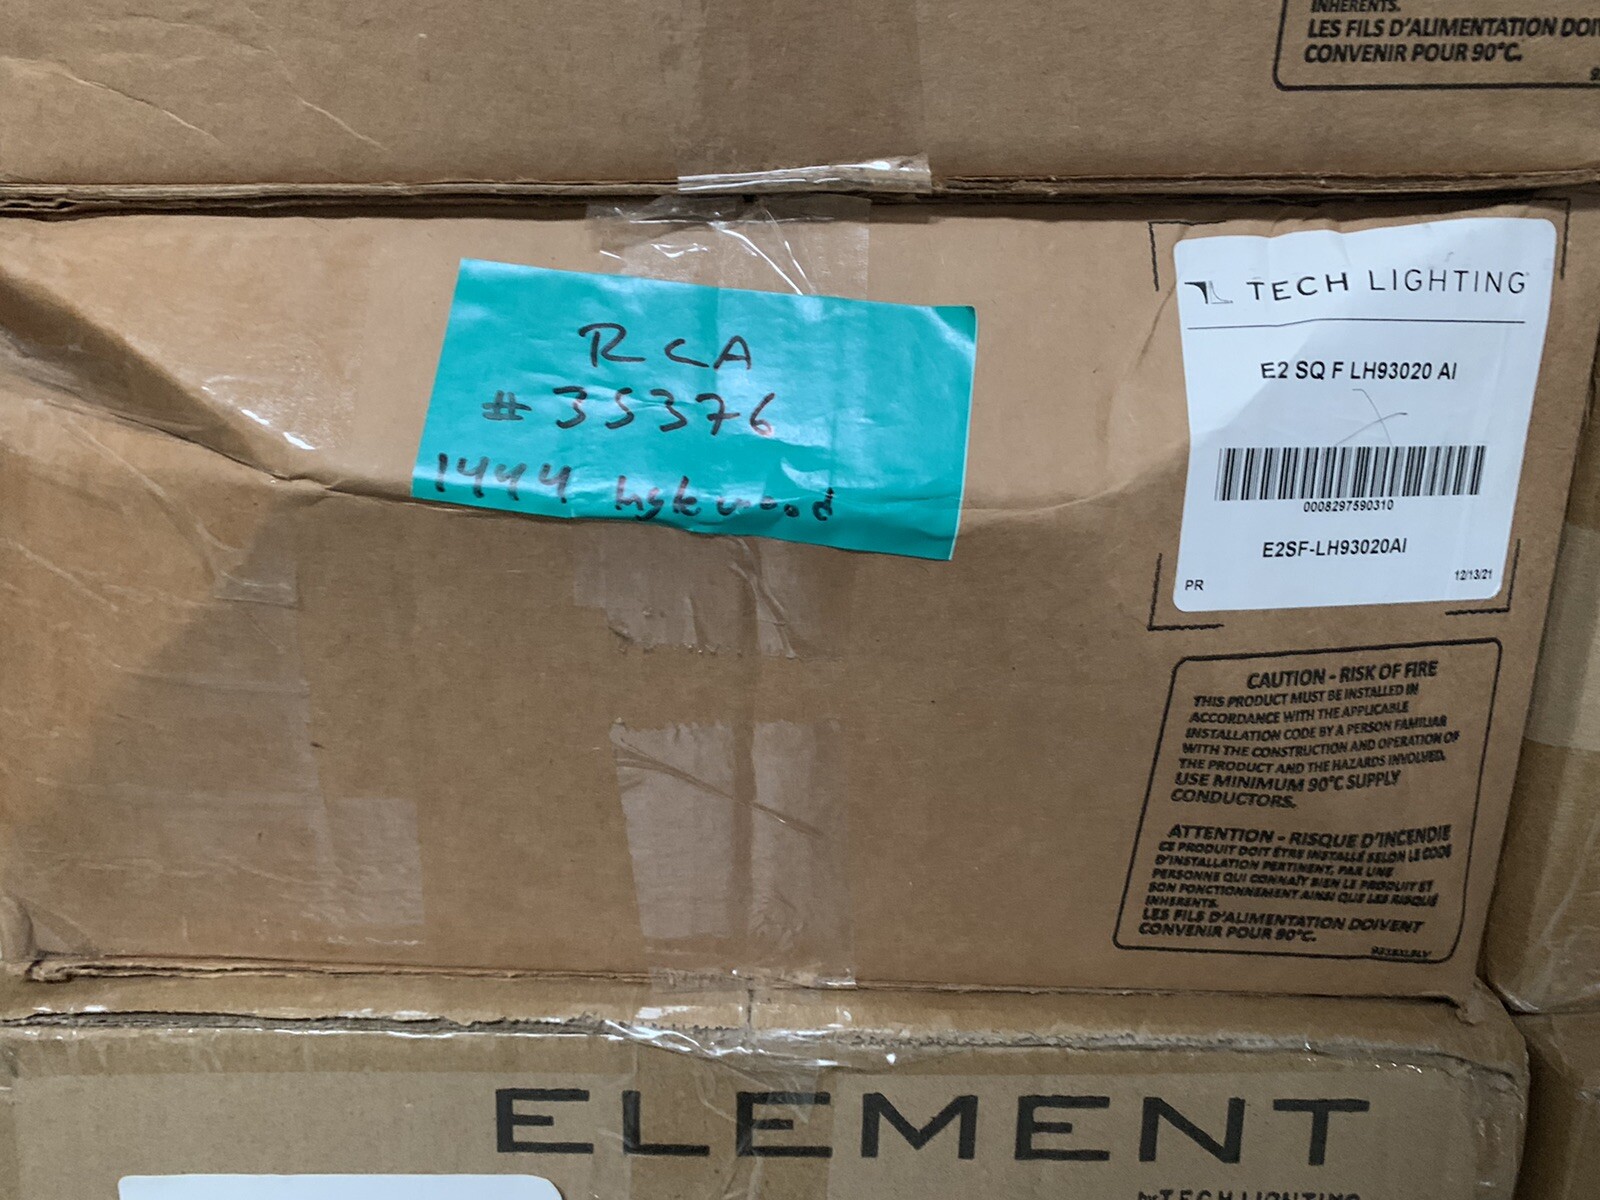 INHERENTS.
LES FILS D'ALIMENTATION DOI
CONVENIR POUR 90°C.
RCA
#35376
1444
TECH LIGHTING
E2 SQ F LH93020 AI
0008297590310
E2SF-LH93020AI
PR
12/13/21
CAUTION - RISK OF FIRE
THIS PRODUCT MUST BE INSTALLED IN
ACCORDANCE WITH THE APPLICABLE
INSTALLATION CODE BY A PERSON FAMILIAR
WITH THE CONSTRUCTION AND OPERATION OF
THE PRODUCT AND THE HAZARDS INVOLVED.
USE MINIMUM 90°C SUPPLY
CONDUCTORS.
ATTENTION - RISQUE D'INCENDIE
CE PRODUIT DOIT ÊTRE INSTALLÉ SELON LE CODE
D'INSTALLATION PERTINENT, PAR UNE
PERSONNE QUI CONNAÎT BIEN LE PRODUIT ET
SON FONCTIONNEMENT AINSI QUE LES RISQUE
INHERENTS.
LES FILS D'ALIMENTATION DOIVENT
CONVENIR POUR 90°C.
ELEMENT
by TECH LIGHTING